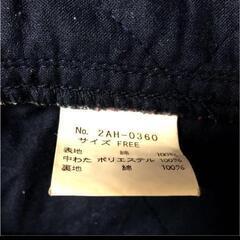 No. 2AH-0360
サイズ FREE
表地 綿 100%
中わた ポリエステル 100%
裏地 綿 100%